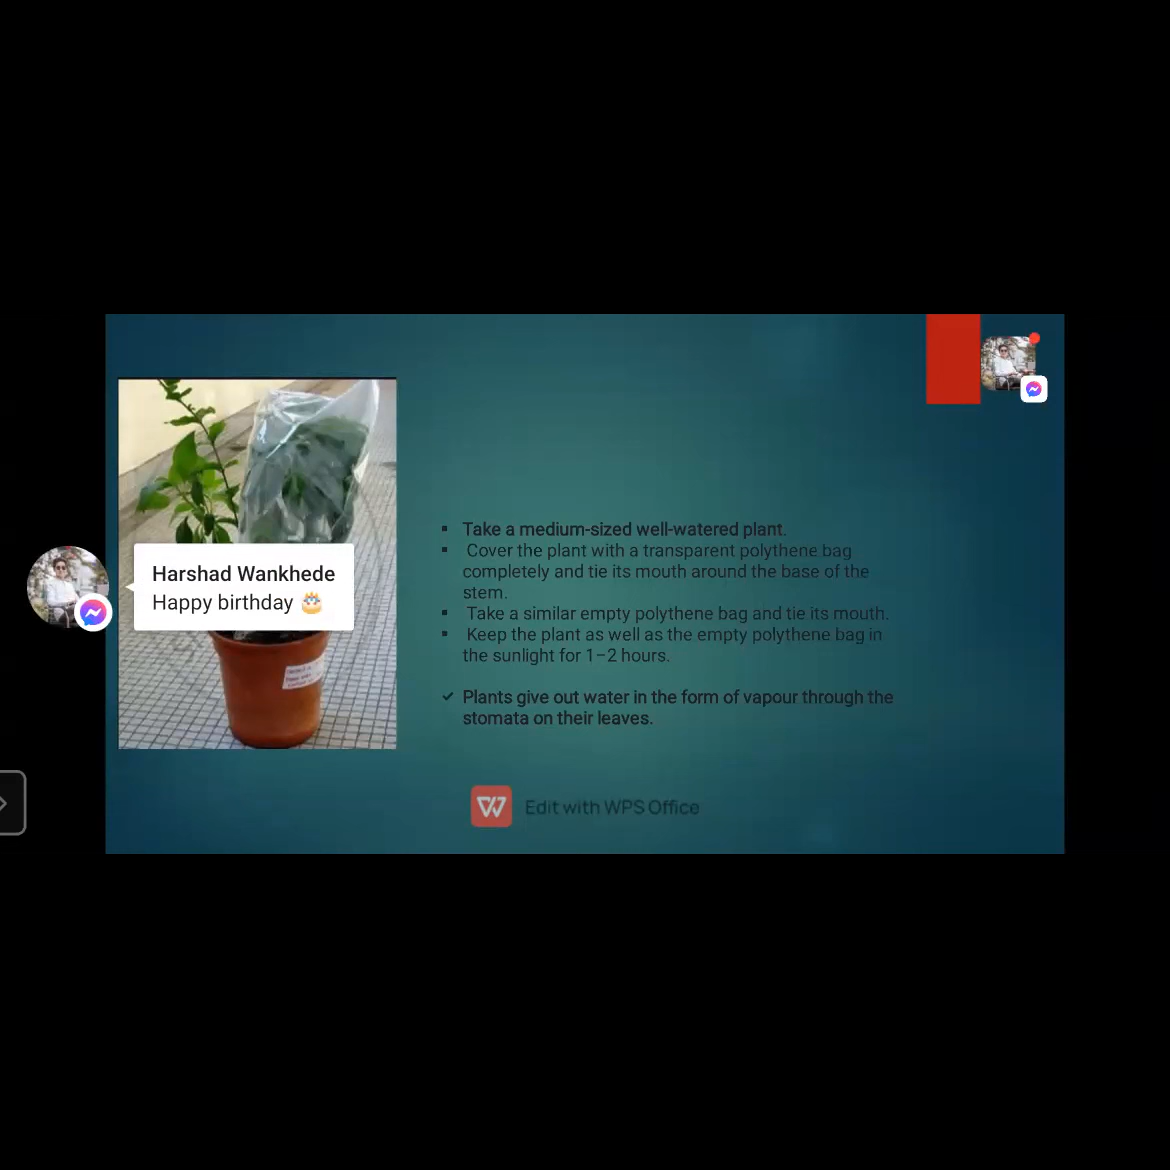 Harshad Wankhede
Happy birthday 🎂
▪ Take a medium-sized well-watered plant.
▪ Cover the plant with a transparent polythene bag
completely and tie its mouth around the base of the
stem.
▪ Take a similar empty polythene bag and tie its mouth.
▪ Keep the plant as well as the empty polythene bag in
the sunlight for 1–2 hours.
✓ Plants give out water in the form of vapour through the
stomata on their leaves.
Edit with WPS Office